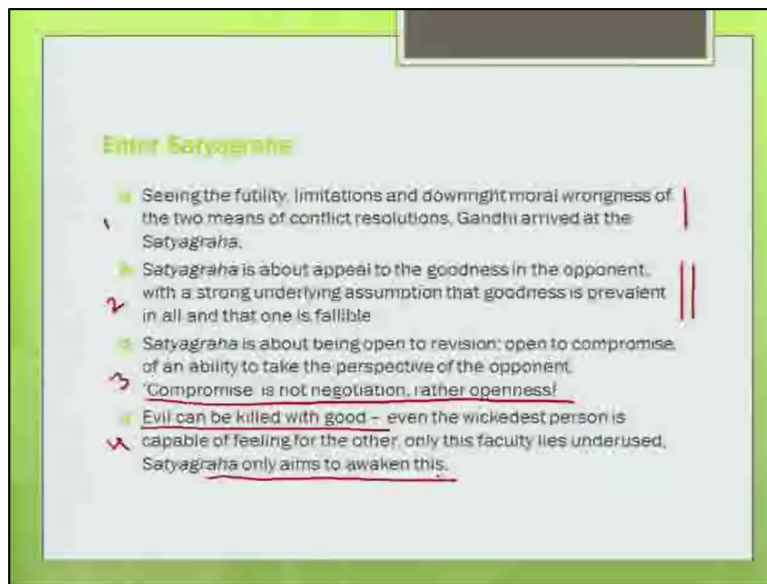 Enter Satyagraha
Seeing the futility, limitations and downright moral wrongness of
1 the two means of conflict resolutions, Gandhi arrived at the
Satyagraha.
Satyagraha is about appeal to the goodness in the opponent,
2 with a strong underlying assumption that goodness is prevalent
in all and that one is fallible
Satyagraha is about being open to revision; open to compromise,
of an ability to take the perspective of the opponent.
3 'Compromise' is not negotiation, rather openness!
Evil can be killed with good – even the wickedest person is
4 capable of feeling for the other, only this faculty lies underused,
Satyagraha only aims to awaken this.